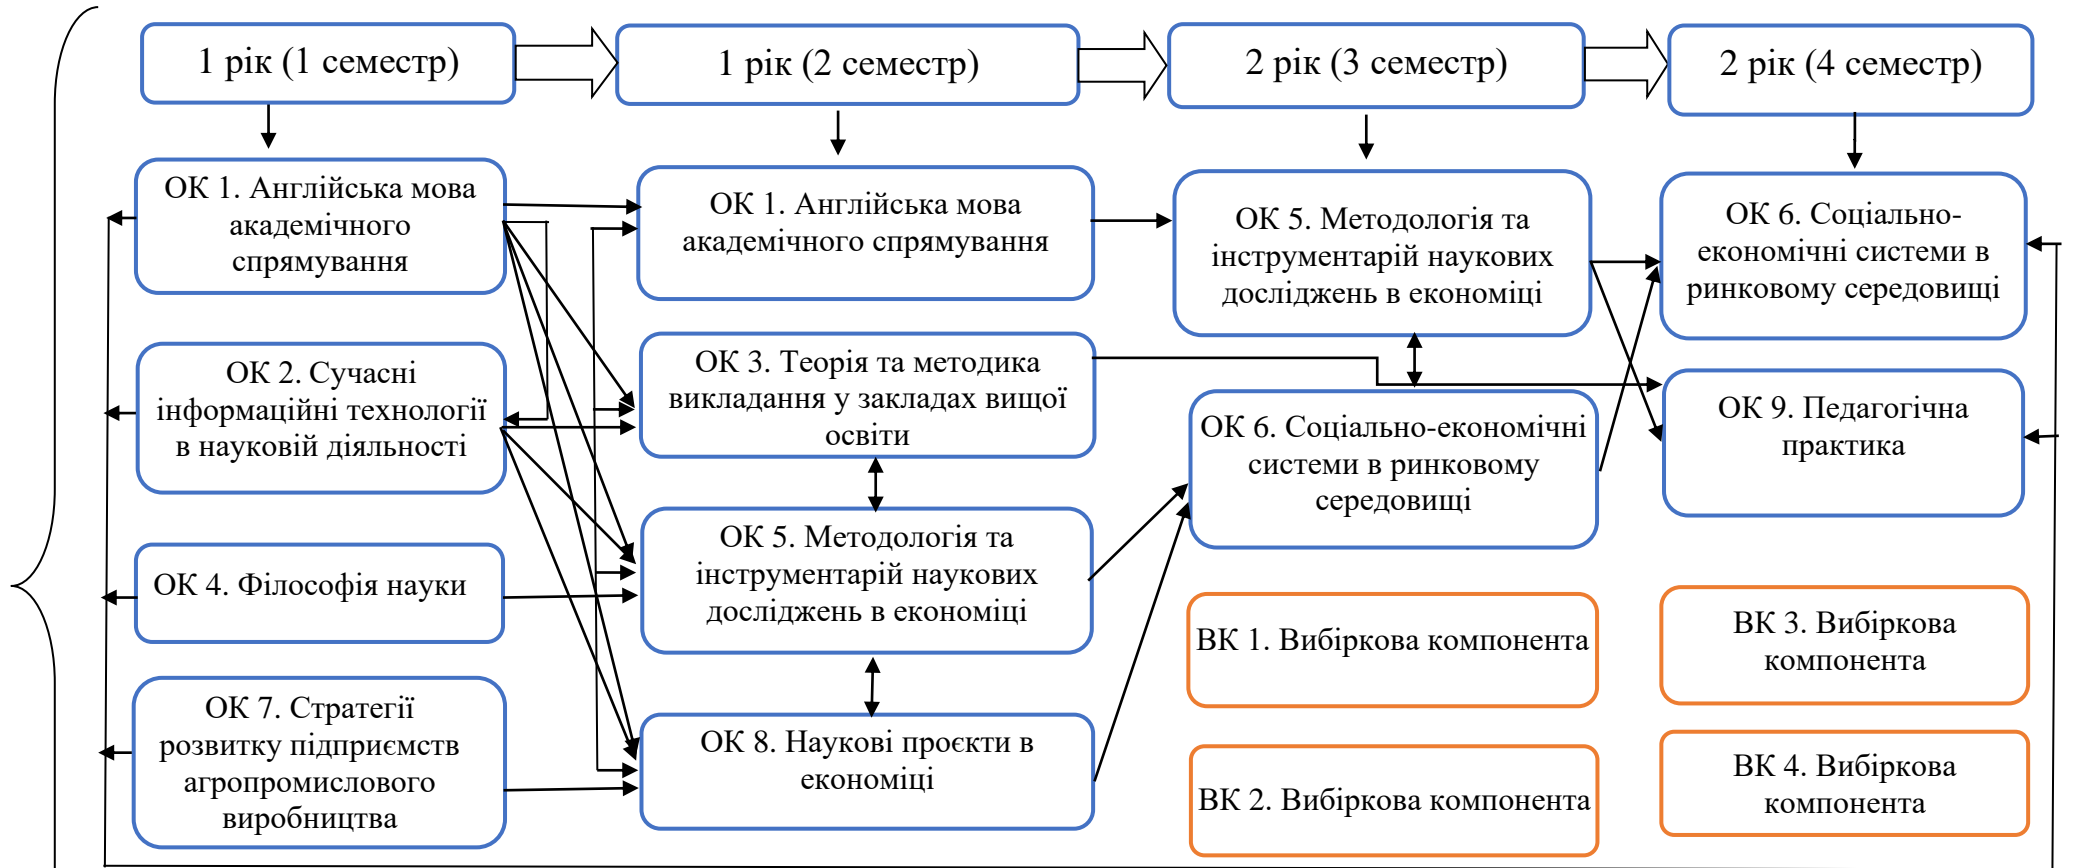 1 рік (1 семестр)
1 рік (2 семестр)
2 рік (3 семестр)
2 рік (4 семестр)
ОК 1. Англійська мова
академічного
спрямування
ОК 2. Сучасні
інформаційні технології
в науковій діяльності
ОК 4. Філософія науки
ОК 7. Стратегії
розвитку підприємств
агропромислового
виробництва
ОК 1. Англійська мова
академічного спрямування
ОК 3. Теорія та методика
викладання у закладах вищої
освіти
ОК 5. Методологія та
інструментарій наукових
досліджень в економіці
ОК 8. Наукові проєкти в
економіці
ОК 5. Методологія та
інструментарій наукових
досліджень в економіці
ОК 6. Соціально-економічні
системи в ринковому
середовищі
ВК 1. Вибіркова компонента
ВК 2. Вибіркова компонента
ОК 6. Соціально-
економічні системи в
ринковому середовищі
ОК 9. Педагогічна
практика
ВК 3. Вибіркова
компонента
ВК 4. Вибіркова
компонента